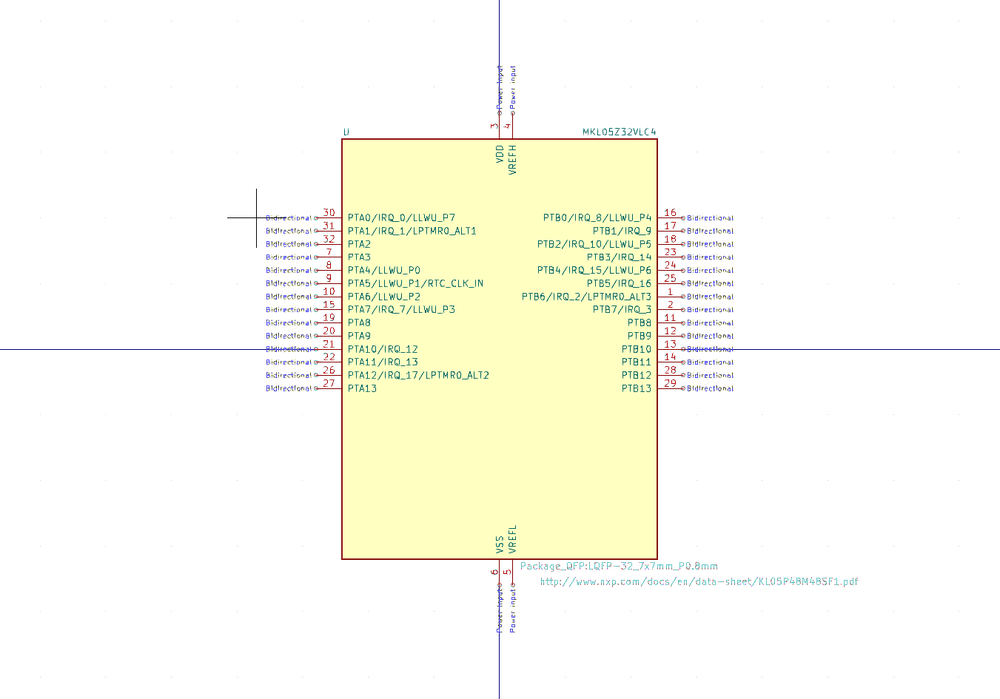 Power input Power input
3 4
U MKL05Z32VLC4
VDD VREFH
Bidirectional 30 PTA0/IRQ_0/LLWU_P7 PTB0/IRQ_8/LLWU_P4 16 Bidirectional
Bidirectional 31 PTA1/IRQ_1/LPTMR0_ALT1 PTB1/IRQ_9 17 Bidirectional
Bidirectional 32 PTA2 PTB2/IRQ_10/LLWU_P5 18 Bidirectional
Bidirectional 7 PTA3 PTB3/IRQ_14 23 Bidirectional
Bidirectional 8 PTA4/LLWU_P0 PTB4/IRQ_15/LLWU_P6 24 Bidirectional
Bidirectional 9 PTA5/LLWU_P1/RTC_CLK_IN PTB5/IRQ_16 25 Bidirectional
Bidirectional 10 PTA6/LLWU_P2 PTB6/IRQ_2/LPTMR0_ALT3 1 Bidirectional
Bidirectional 15 PTA7/IRQ_7/LLWU_P3 PTB7/IRQ_3 2 Bidirectional
Bidirectional 19 PTA8 PTB8 11 Bidirectional
Bidirectional 20 PTA9 PTB9 12 Bidirectional
Bidirectional 21 PTA10/IRQ_12 PTB10 13 Bidirectional
Bidirectional 22 PTA11/IRQ_13 PTB11 14 Bidirectional
Bidirectional 26 PTA12/IRQ_17/LPTMR0_ALT2 PTB12 28 Bidirectional
Bidirectional 27 PTA13 PTB13 29 Bidirectional
VSS VREFL
6 5
Package_QFP:LQFP-32_7x7mm_P0.8mm
http://www.nxp.com/docs/en/data-sheet/KL05P48M48SF1.pdf
Power input Power input